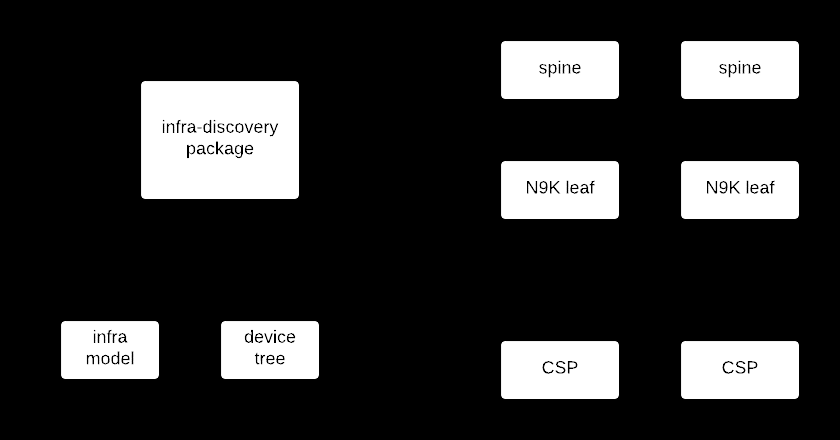 spine
spine
infra-discovery
package
N9K leaf
N9K leaf
infra
model
device
tree
CSP
CSP